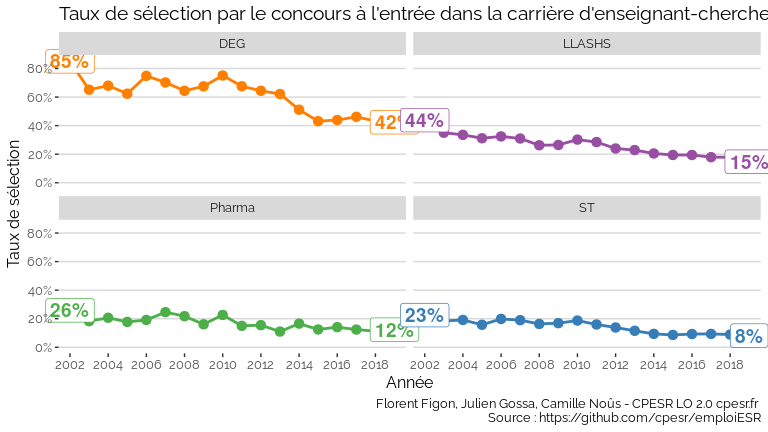 Taux de sélection par le concours à l'entrée dans la carrière d'enseignant-cherche
DEG
LLASHS
85%
80%
60%
40%
20%
0%
42%
44%
15%
Pharma
ST
80%
60%
40%
20%
0%
26%
12%
23%
8%
2002 2004 2006 2008 2010 2012 2014 2016 2018
2002 2004 2006 2008 2010 2012 2014 2016 2018
Taux de sélection
Année
Florent Figon, Julien Gossa, Camille Noûs - CPESR LO 2.0 cpesr.fr
Source : https://github.com/cpesr/emploiESR